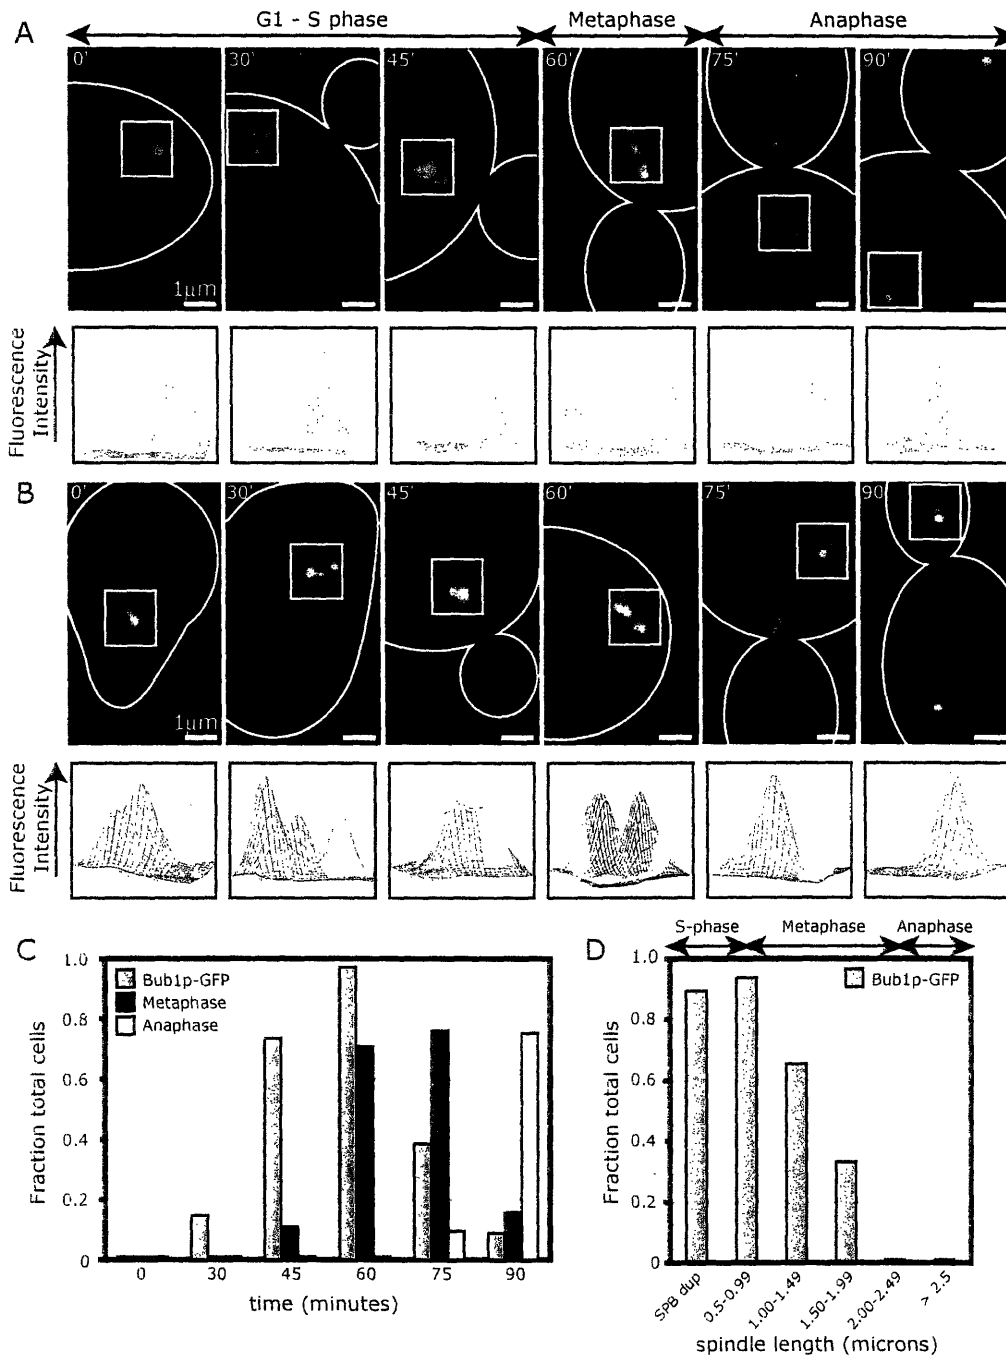 A
G1 - S phase
Metaphase
Anaphase
0'
30'
45'
60'
75'
90'
1μm
Fluorescence
Intensity
B
0'
30'
45'
60'
75'
90
1μm
Fluorescence
Intensity
C
1.0
0.8
0.6
0.4
0.2
0
Fraction total cells
Bub1p-GFP
Metaphase
Anaphase
0
30
45
60
75
90
time (minutes)
D
S-phase
Metaphase
Anaphase
1.0
0.8
0.6
0.4
0.2
0
Fraction total cells
Bub1p-GFP
SPB dup
0.5-0.99
1.00-1.49
1.50-1.99
2.00-2.49
> 2.5
spindle length (microns)